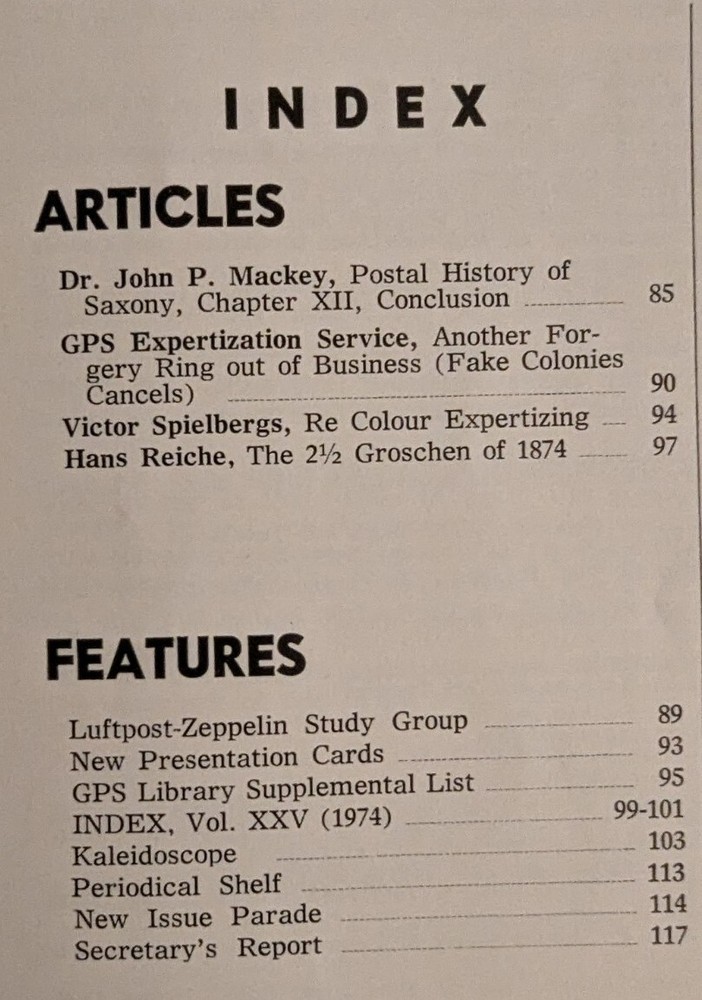 INDEX
ARTICLES
Dr. John P. Mackey, Postal History of
Saxony, Chapter XII, Conclusion 85
GPS Expertization Service, Another For-
gery Ring out of Business (Fake Colonies
Cancels) 90
Victor Spielbergs, Re Colour Expertizing 94
Hans Reiche, The 2½ Groschen of 1874 97
FEATURES
Luftpost-Zeppelin Study Group 89
New Presentation Cards 93
GPS Library Supplemental List 95
INDEX, Vol. XXV (1974) 99-101
Kaleidoscope 103
Periodical Shelf 113
New Issue Parade 114
Secretary's Report 117